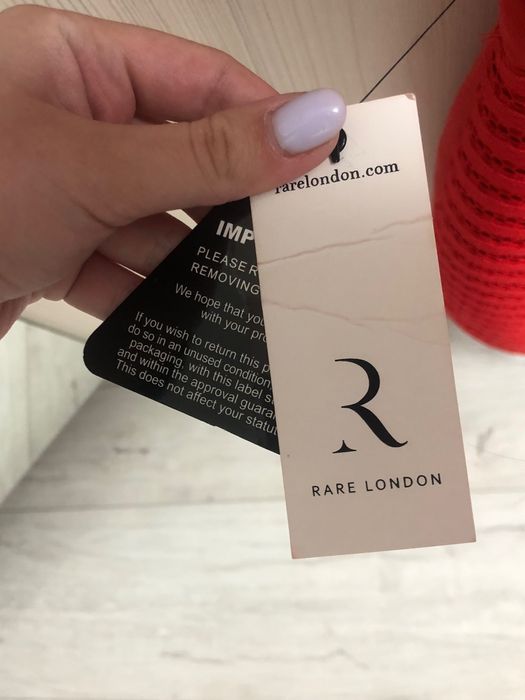 rarelondon.com
R
RARE LONDON
IMP
PLEASE R
REMOVING
We hope that you
with your pro
If you wish to return this p
do so in an unused condition,
packaging, with this label s
and within the approval guara
This does not affect your statut